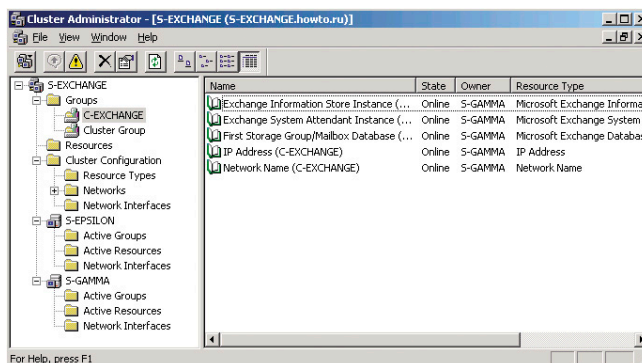 Cluster Administrator - [S-EXCHANGE (S-EXCHANGE.howto.ru)]
File View Window Help
S-EXCHANGE
Groups
C-EXCHANGE
Cluster Group
Resources
Cluster Configuration
Resource Types
Networks
Network Interfaces
S-EPSILON
Active Groups
Active Resources
Network Interfaces
S-GAMMA
Active Groups
Active Resources
Network Interfaces
Name State Owner Resource Type
Exchange Information Store Instance (... Online S-GAMMA Microsoft Exchange Informa
Exchange System Attendant Instance (... Online S-GAMMA Microsoft Exchange System
First Storage Group/Mailbox Database (... Online S-GAMMA Microsoft Exchange Databas
IP Address (C-EXCHANGE) Online S-GAMMA IP Address
Network Name (C-EXCHANGE) Online S-GAMMA Network Name
For Help, press F1